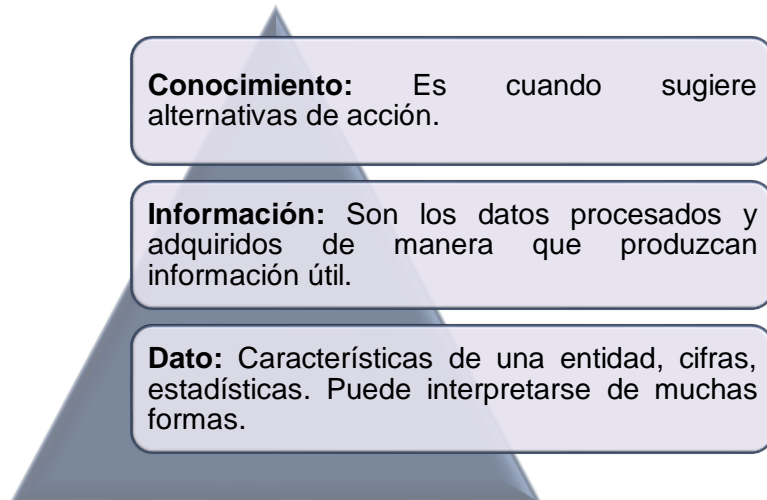 Conocimiento: Es cuando sugiere
alternativas de acción.
Información: Son los datos procesados y
adquiridos de manera que produzcan
información útil.
Dato: Características de una entidad, cifras,
estadísticas. Puede interpretarse de muchas
formas.